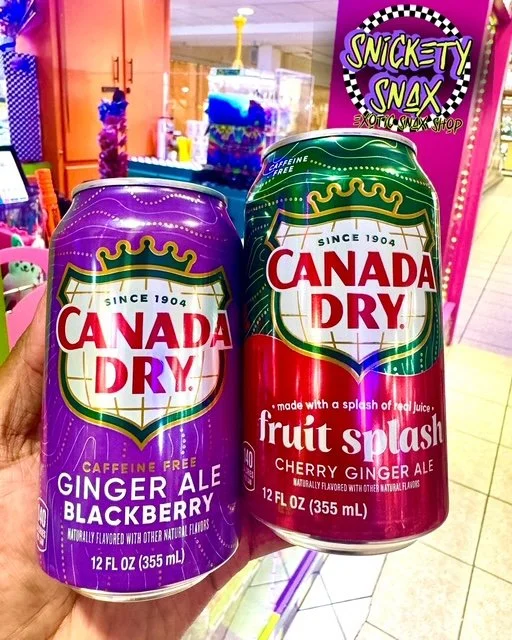 SNICKETY
SNAX
EXOTIC SNAX SHOP
SINCE 1904
CANADA
DRY
CAFFEINE FREE
GINGER ALE
BLACKBERRY
NATURALLY FLAVORED WITH OTHER NATURAL FLAVORS
12 FL OZ (355 mL)
CAFFEINE
FREE
SINCE 1904
CANADA
DRY
made with a splash of real juice
fruit splash
CHERRY GINGER ALE
NATURALLY FLAVORED WITH OTHER NATURAL FLAVORS
140
12 FL OZ (355 mL)